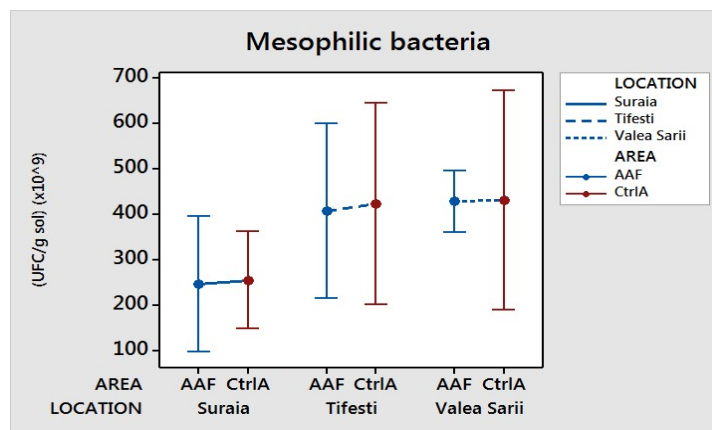 Mesophilic bacteria
(UFC/g sol) (x10^9)
700
600
500
400
300
200
100
AREA AAF CtrlA AAF CtrlA AAF CtrlA
LOCATION Suraia Tifesti Valea Sarii
LOCATION
Suraia
Tifesti
Valea Sarii
AREA
AAF
CtrlA